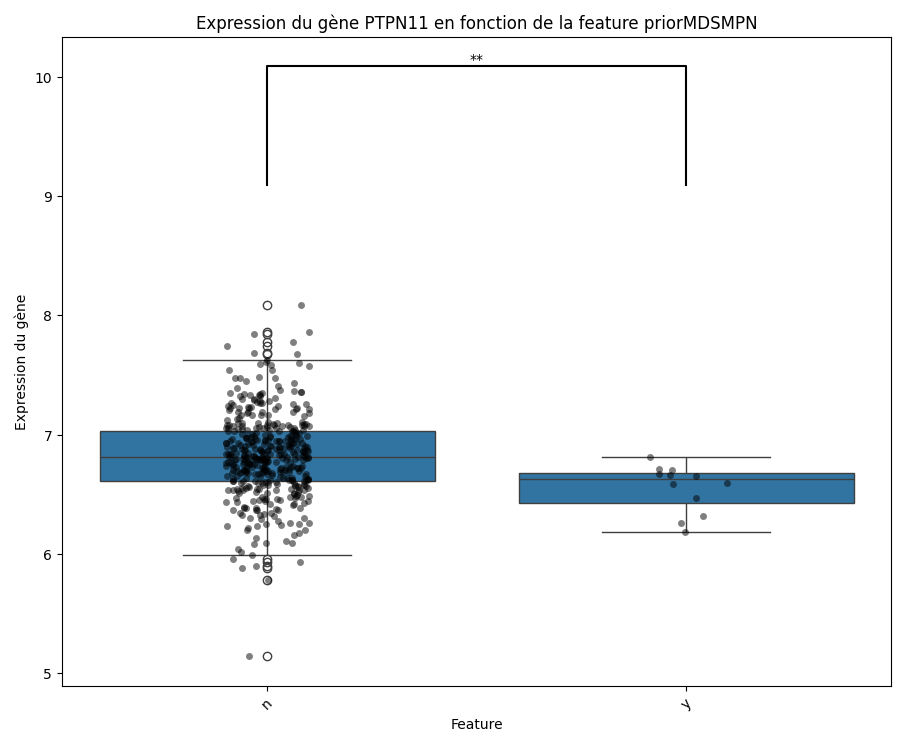 Expression du gène PTPN11 en fonction de la feature priorMDSMPN
**
10
9
8
7
6
5
Expression du gène
n
y
Feature